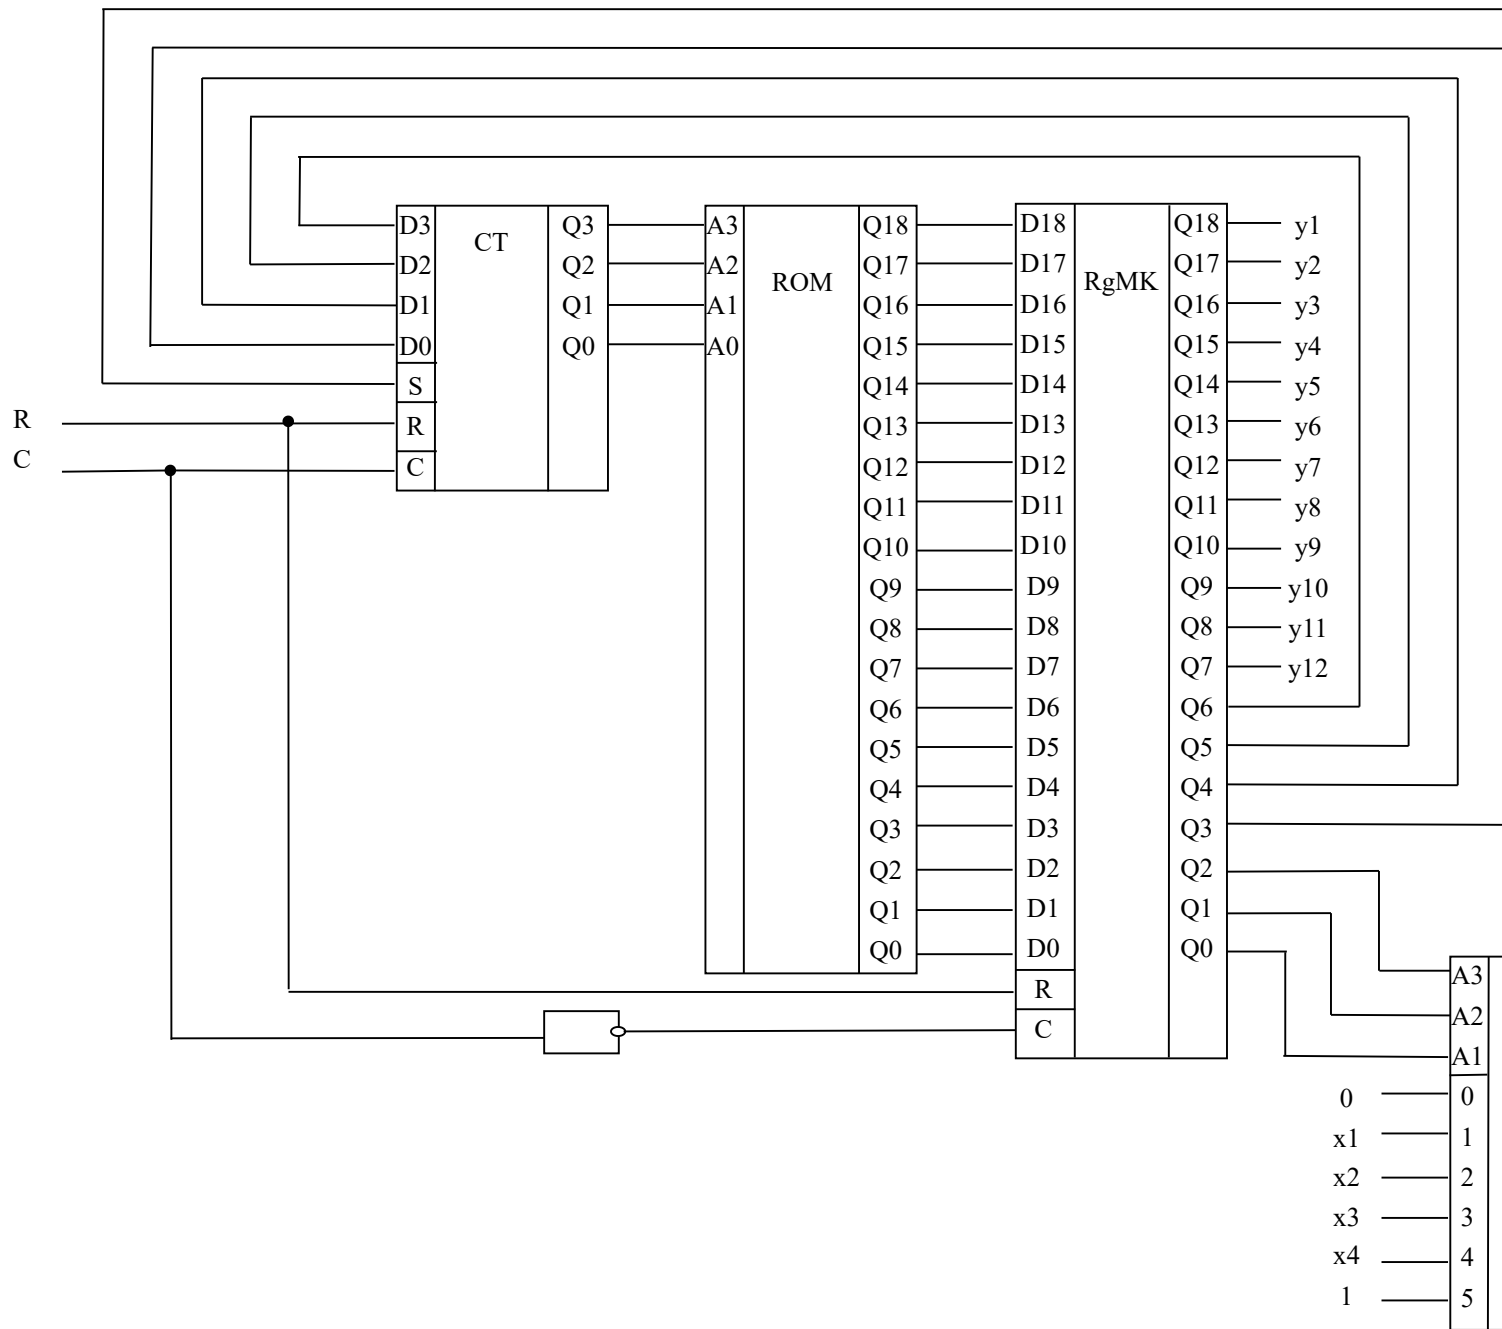 D3 CT Q3 A3 Q18 D18 Q18 y1
D2 Q2 A2 ROM Q17 D17 RgMK Q17 y2
D1 Q1 A1 Q16 D16 Q16 y3
D0 Q0 A0 Q15 D15 Q15 y4
S Q14 D14 Q14 y5
R R Q13 D13 Q13 y6
C C Q12 D12 Q12 y7
Q11 D11 Q11 y8
Q10 D10 Q10 y9
Q9 D9 Q9 y10
Q8 D8 Q8 y11
Q7 D7 Q7 y12
Q6 D6 Q6
Q5 D5 Q5
Q4 D4 Q4
Q3 D3 Q3
Q2 D2 Q2
Q1 D1 Q1
Q0 D0 Q0
R A3
C A2
A1
0 0
x1 1
x2 2
x3 3
x4 4
1 5